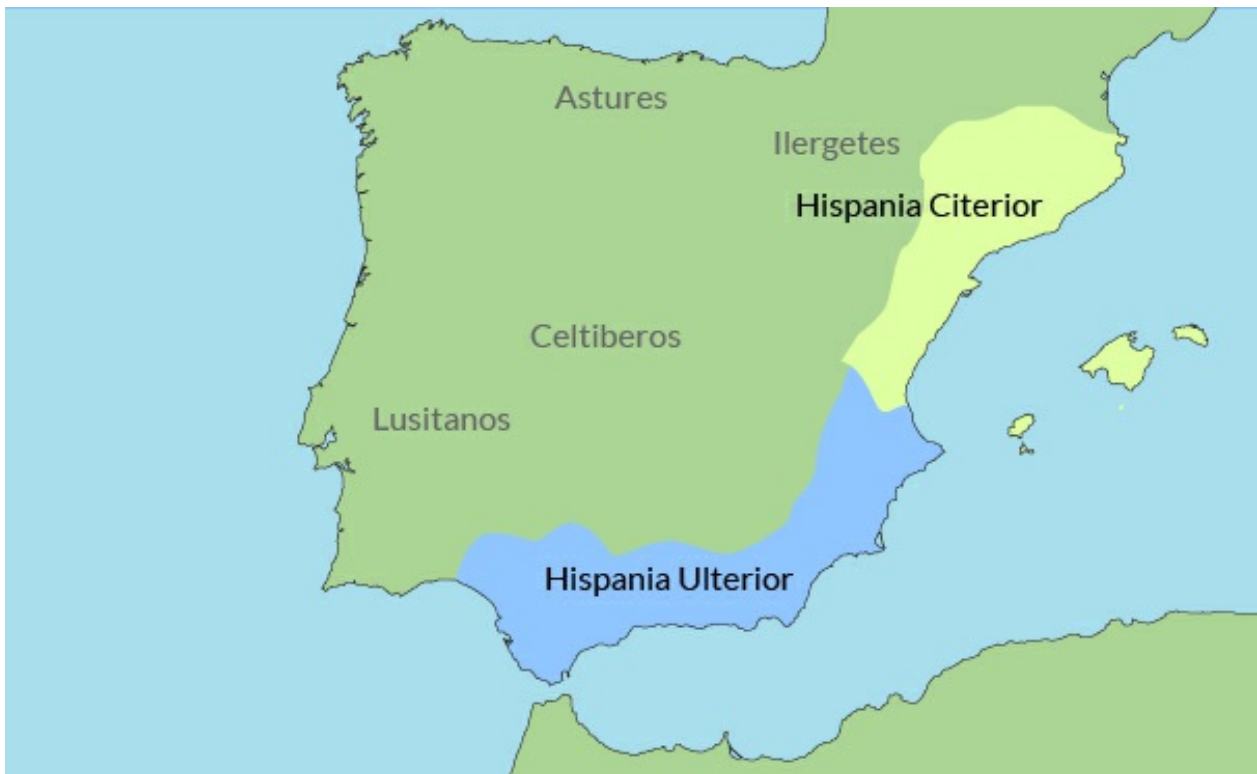 Astures
Ilergetes
Hispania Citerior
Celtiberos
Lusitanos
Hispania Ulterior